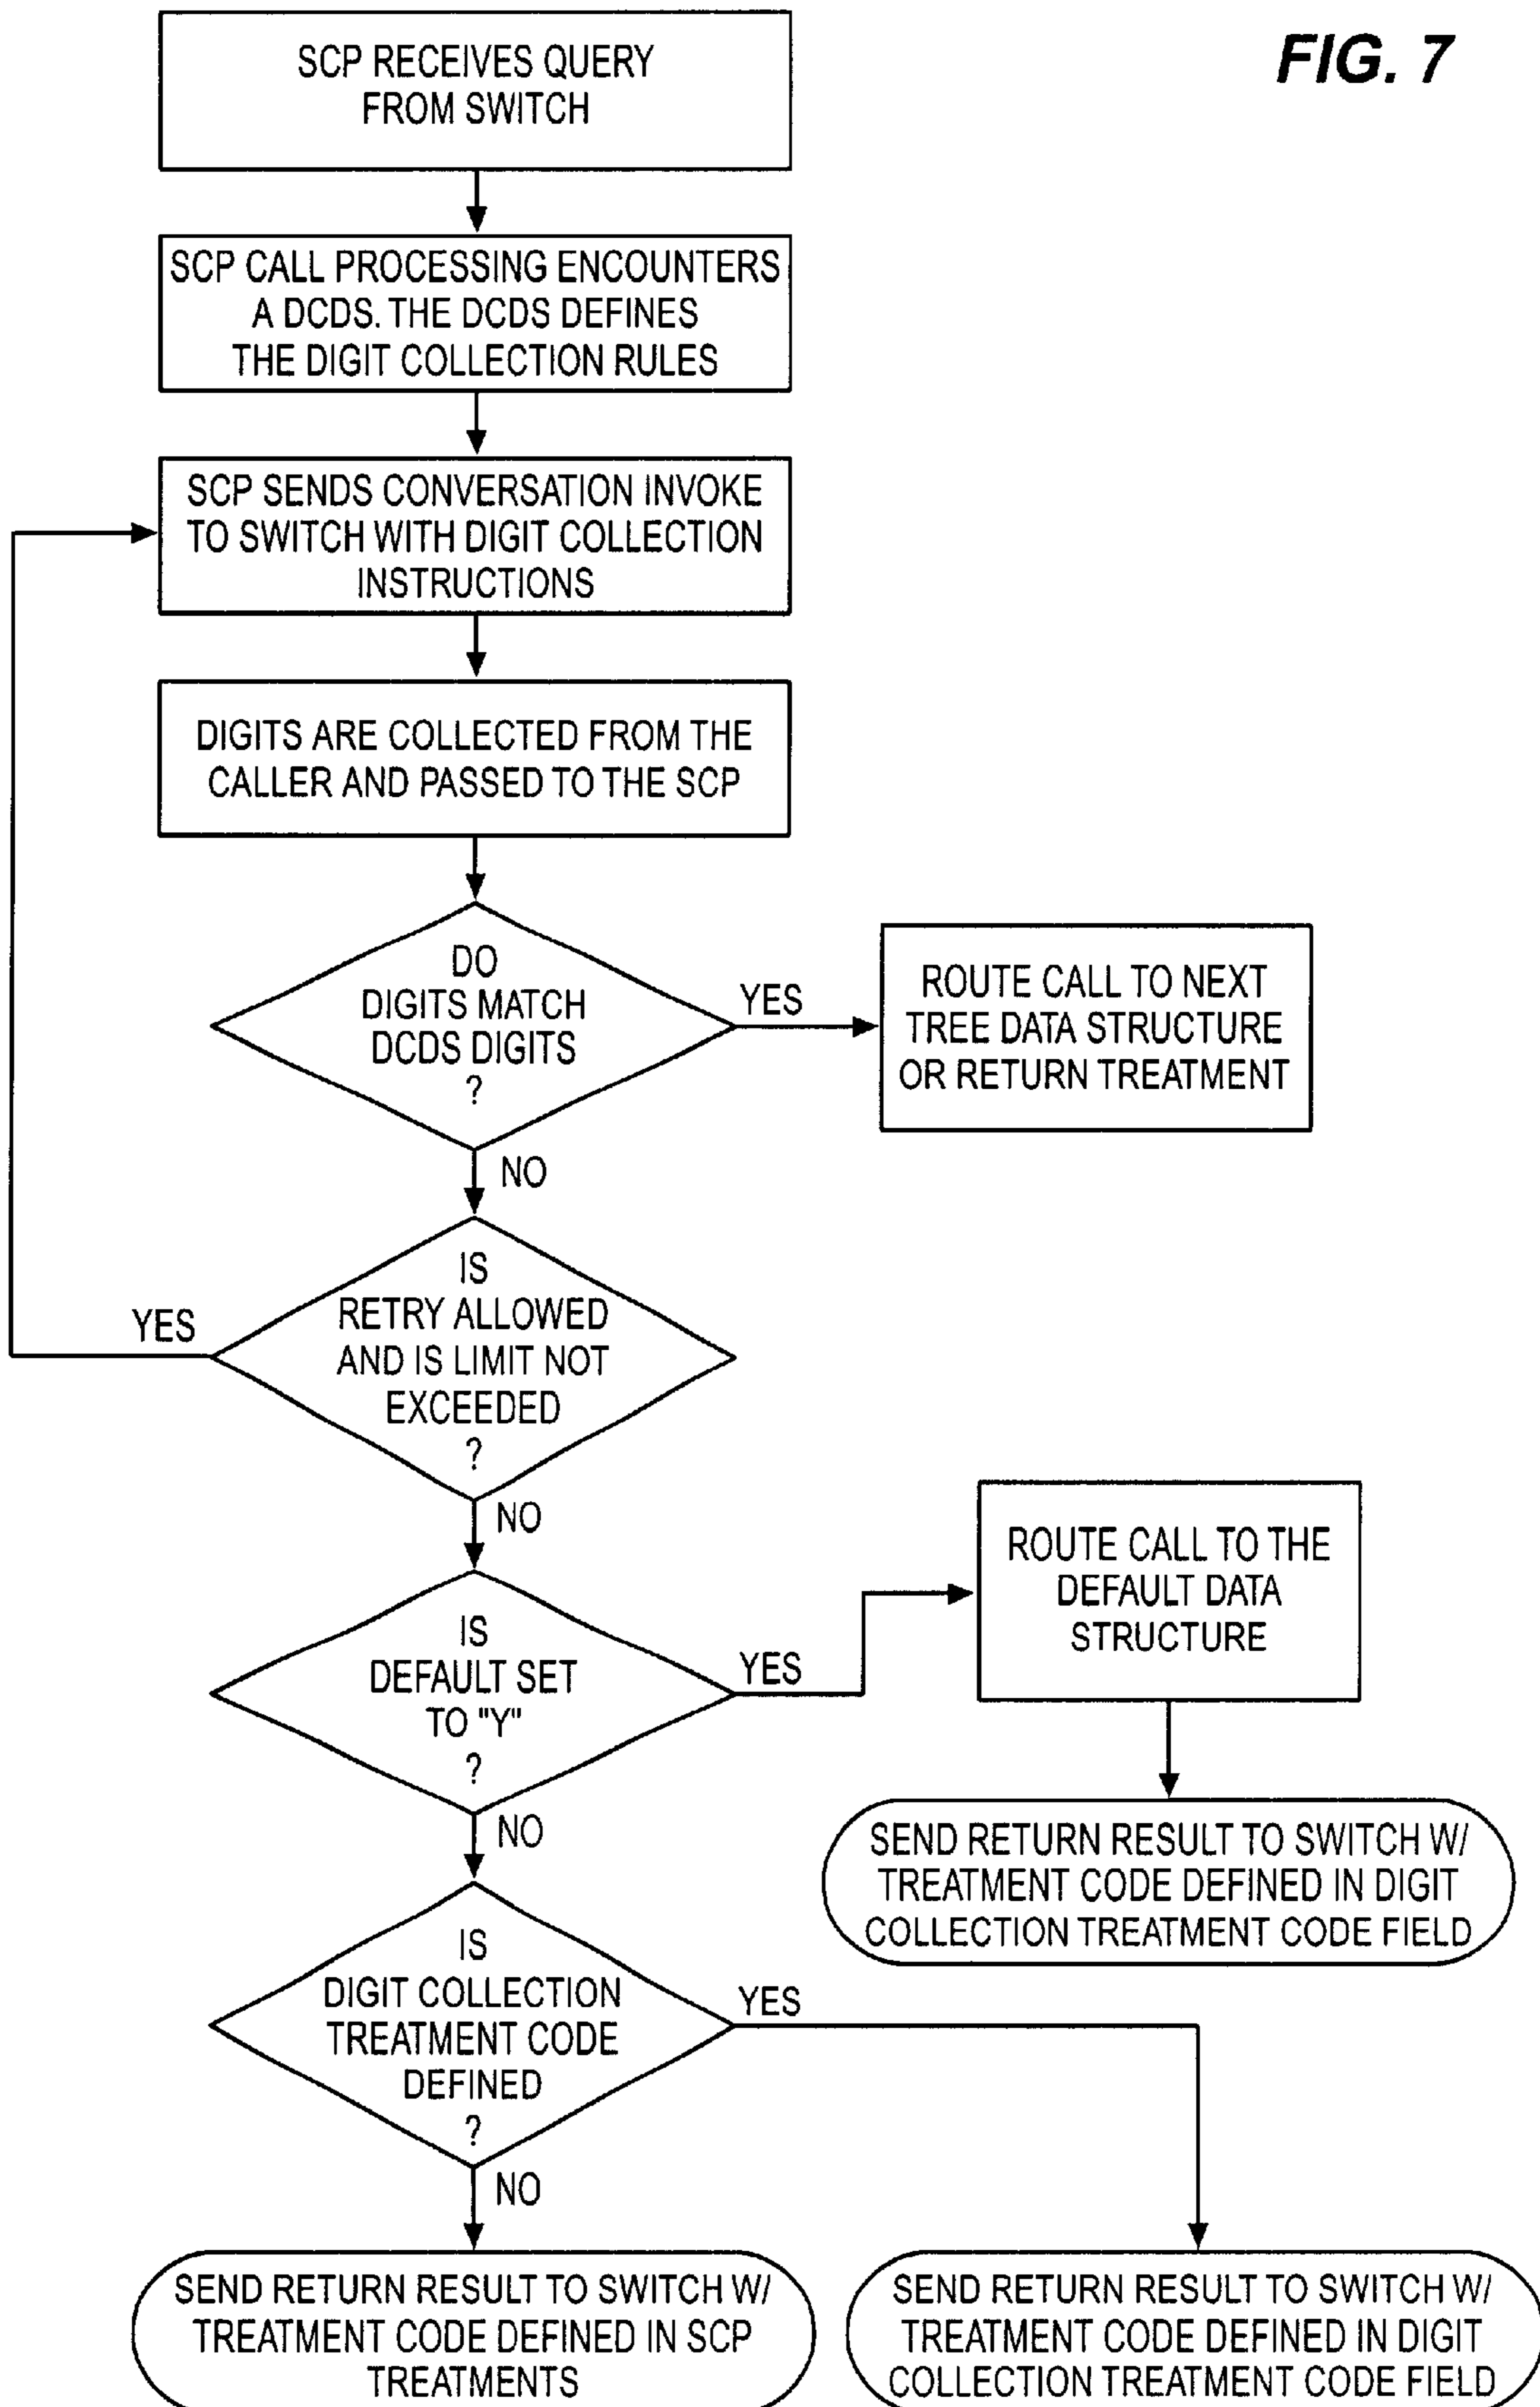 FIG. 7
SCP RECEIVES QUERY
FROM SWITCH
SCP CALL PROCESSING ENCOUNTERS
A DCDS. THE DCDS DEFINES
THE DIGIT COLLECTION RULES
SCP SENDS CONVERSATION INVOKE
TO SWITCH WITH DIGIT COLLECTION
INSTRUCTIONS
DIGITS ARE COLLECTED FROM THE
CALLER AND PASSED TO THE SCP
DO
DIGITS MATCH
DCDS DIGITS
?
YES
ROUTE CALL TO NEXT
TREE DATA STRUCTURE
OR RETURN TREATMENT
NO
IS
RETRY ALLOWED
AND IS LIMIT NOT
EXCEEDED
?
YES
NO
IS
DEFAULT SET
TO "Y"
?
YES
ROUTE CALL TO THE
DEFAULT DATA
STRUCTURE
SEND RETURN RESULT TO SWITCH W/
TREATMENT CODE DEFINED IN DIGIT
COLLECTION TREATMENT CODE FIELD
NO
IS
DIGIT COLLECTION
TREATMENT CODE
DEFINED
?
YES
NO
SEND RETURN RESULT TO SWITCH W/
TREATMENT CODE DEFINED IN SCP
TREATMENTS
SEND RETURN RESULT TO SWITCH W/
TREATMENT CODE DEFINED IN DIGIT
COLLECTION TREATMENT CODE FIELD